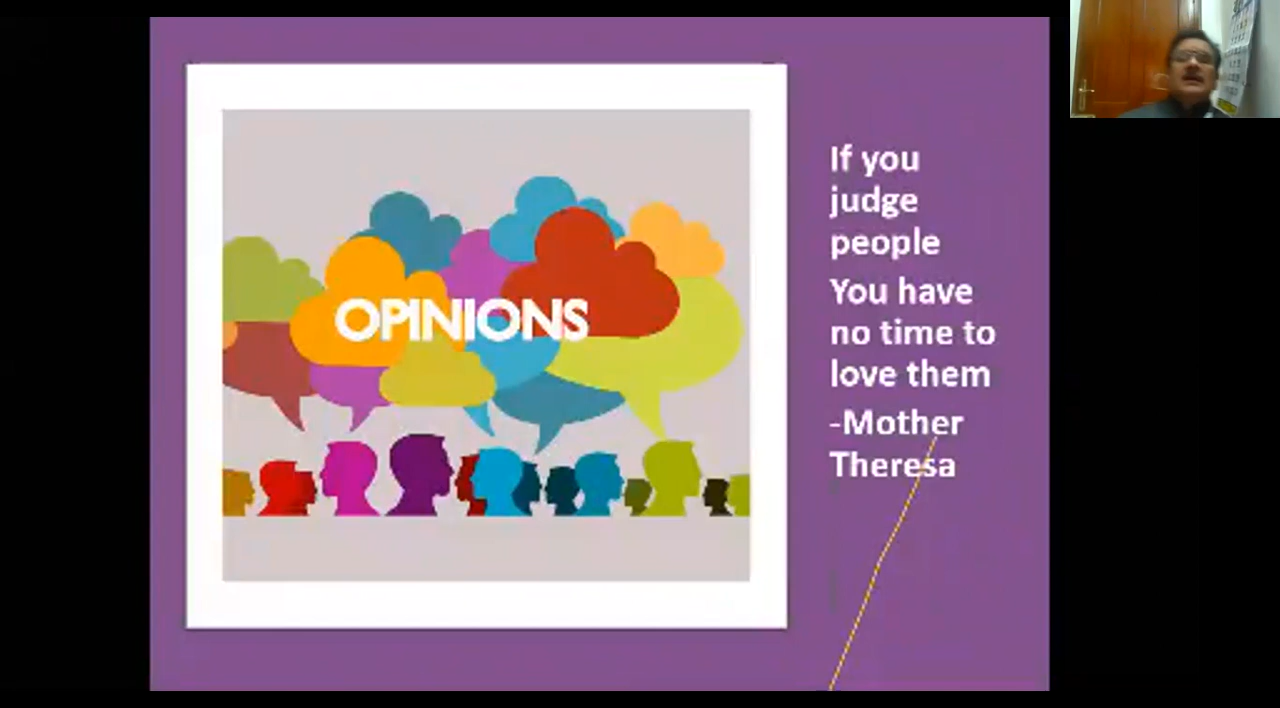 OPINIONS
If you
judge
people
You have
no time to
love them
-Mother
Theresa